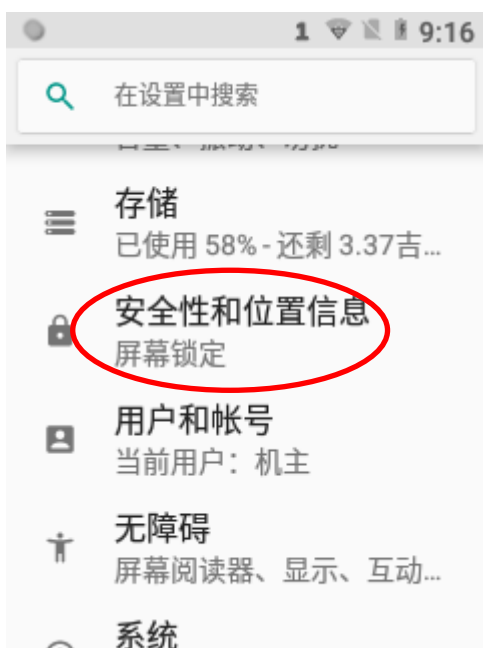 1 9:16
在设置中搜索
存储
已使用 58% - 还剩 3.37吉...
安全性和位置信息
屏幕锁定
用户和帐号
当前用户：机主
无障碍
屏幕阅读器、显示、互动...
系统